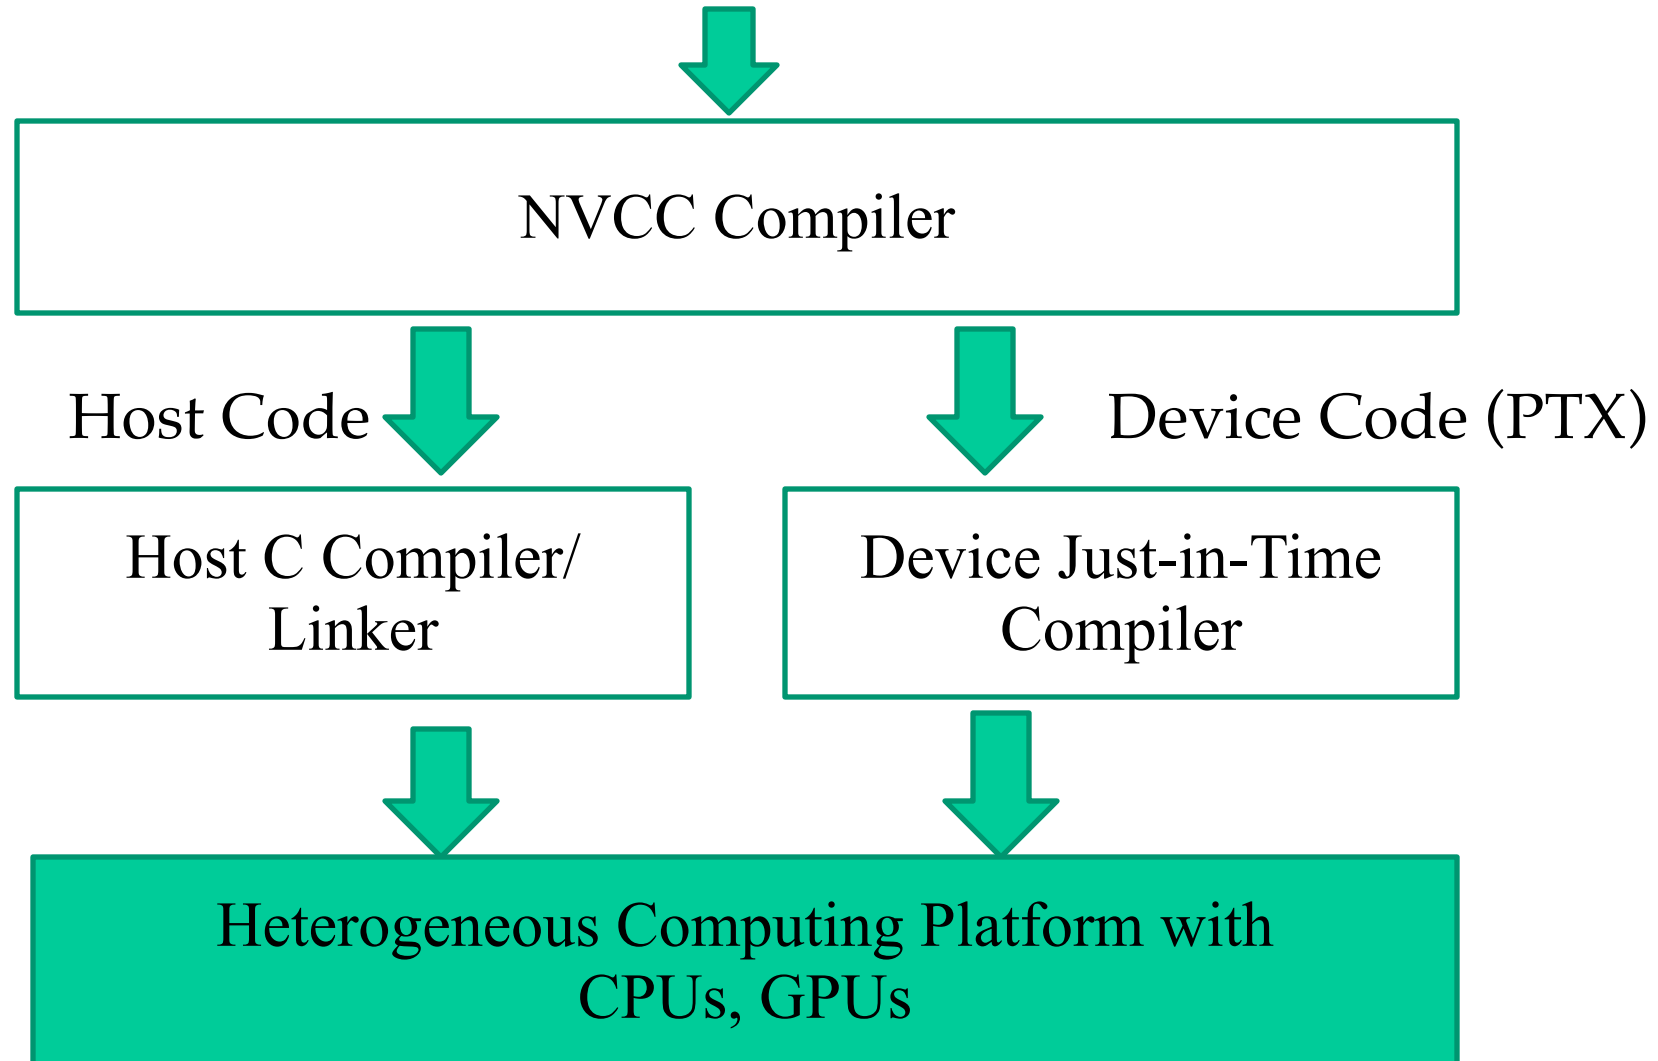 NVCC Compiler
Host Code
Device Code (PTX)
Host C Compiler/
Linker
Device Just-in-Time
Compiler
Heterogeneous Computing Platform with
CPUs, GPUs